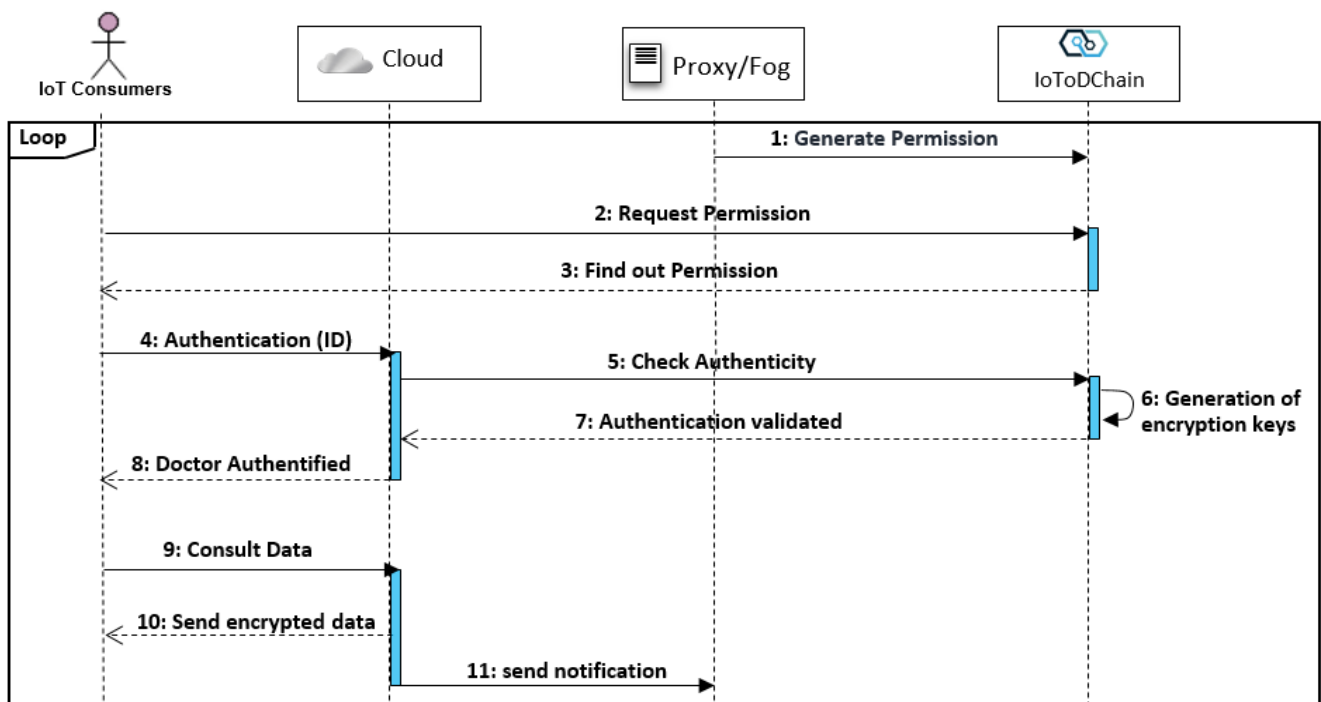 IoT Consumers
Cloud
Proxy/Fog
IoToDChain
Loop
1: Generate Permission
2: Request Permission
3: Find out Permission
4: Authentication (ID)
5: Check Authenticity
6: Generation of
encryption keys
7: Authentication validated
8: Doctor Authentified
9: Consult Data
10: Send encrypted data
11: send notification